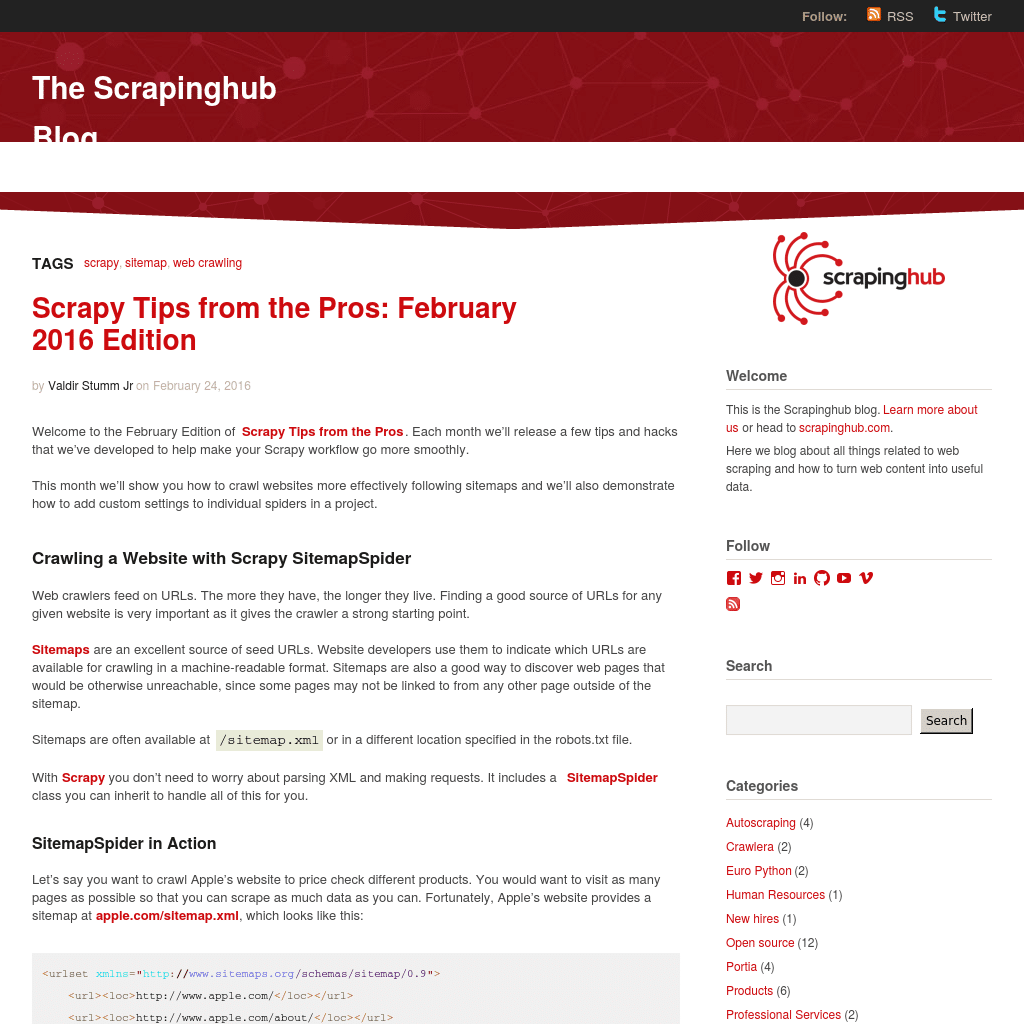 Follow: RSS Twitter
The Scrapinghub
Blog
TAGS scrapy, sitemap, web crawling
Scrapy Tips from the Pros: February
2016 Edition
by Valdir Stumm Jr on February 24, 2016
Welcome to the February Edition of Scrapy Tips from the Pros. Each month we’ll release a few tips and hacks
that we’ve developed to help make your Scrapy workflow go more smoothly.
This month we’ll show you how to crawl websites more effectively following sitemaps and we’ll also demonstrate
how to add custom settings to individual spiders in a project.
Crawling a Website with Scrapy SitemapSpider
Web crawlers feed on URLs. The more they have, the longer they live. Finding a good source of URLs for any
given website is very important as it gives the crawler a strong starting point.
Sitemaps are an excellent source of seed URLs. Website developers use them to indicate which URLs are
available for crawling in a machine-readable format. Sitemaps are also a good way to discover web pages that
would be otherwise unreachable, since some pages may not be linked to from any other page outside of the
sitemap.
Sitemaps are often available at /sitemap.xml or in a different location specified in the robots.txt file.
With Scrapy you don’t need to worry about parsing XML and making requests. It includes a SitemapSpider
class you can inherit to handle all of this for you.
SitemapSpider in Action
Let’s say you want to crawl Apple’s website to price check different products. You would want to visit as many
pages as possible so that you can scrape as much data as you can. Fortunately, Apple’s website provides a
sitemap at apple.com/sitemap.xml, which looks like this:
<urlset xmlns="http://www.sitemaps.org/schemas/sitemap/0.9">
<url><loc>http://www.apple.com/</loc></url>
<url><loc>http://www.apple.com/about/</loc></url>
scrapinghub
Welcome
This is the Scrapinghub blog. Learn more about
us or head to scrapinghub.com.
Here we blog about all things related to web
scraping and how to turn web content into useful
data.
Follow
Search
Search
Categories
Autoscraping (4)
Crawlera (2)
Euro Python (2)
Human Resources (1)
New hires (1)
Open source (12)
Portia (4)
Products (6)
Professional Services (2)